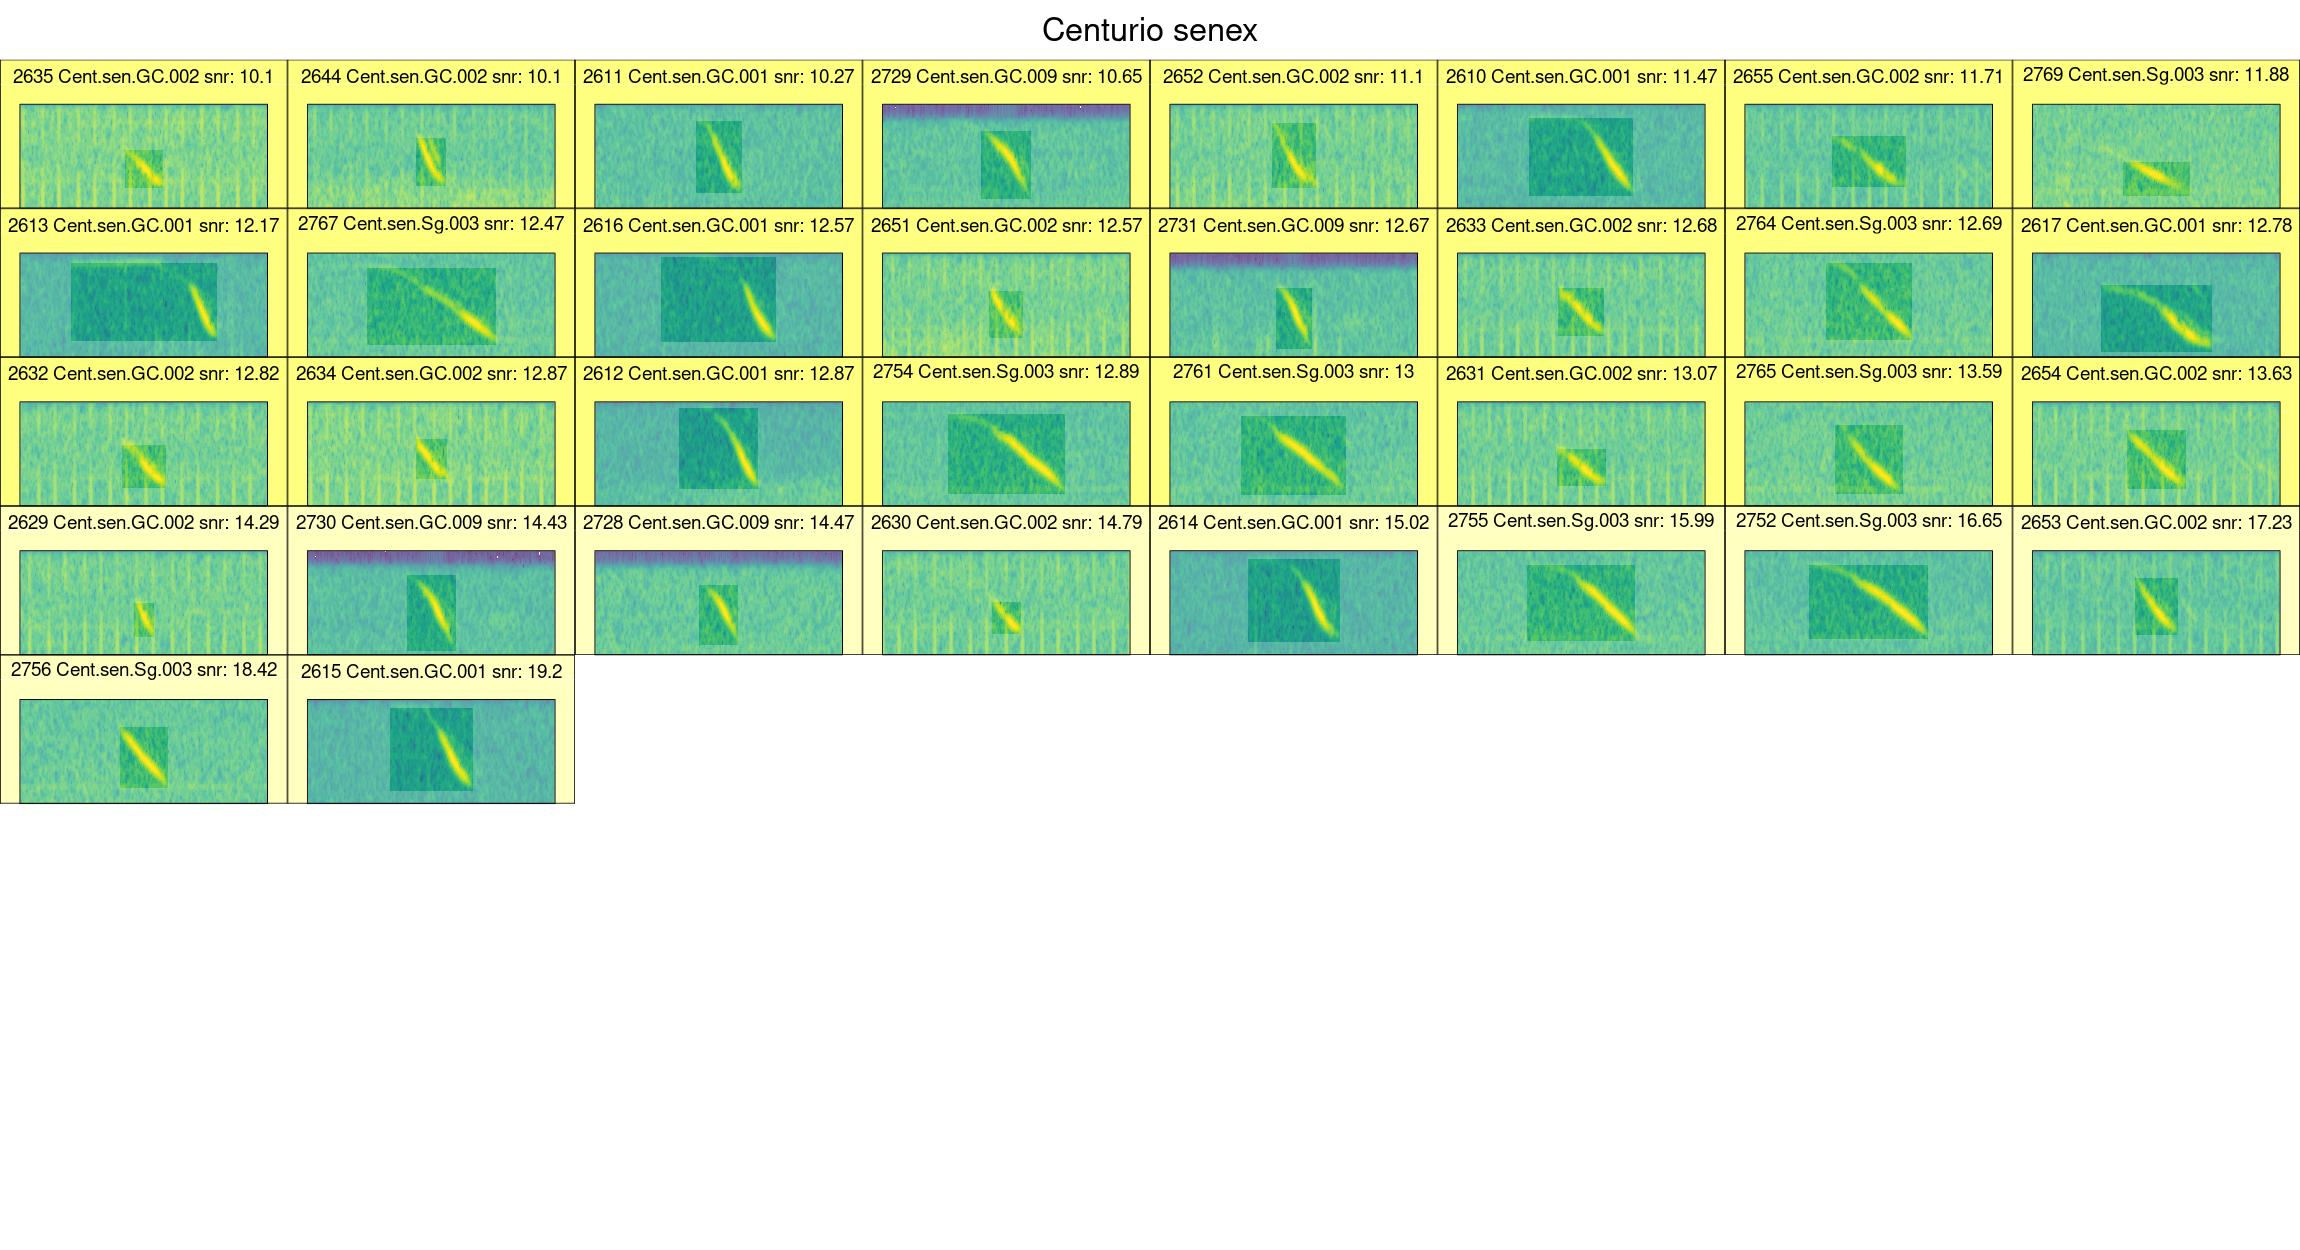 Centurio senex
2635 Cent.sen.GC.002 snr: 10.1
2644 Cent.sen.GC.002 snr: 10.1
2611 Cent.sen.GC.001 snr: 10.27
2729 Cent.sen.GC.009 snr: 10.65
2652 Cent.sen.GC.002 snr: 11.1
2610 Cent.sen.GC.001 snr: 11.47
2655 Cent.sen.GC.002 snr: 11.71
2769 Cent.sen.Sg.003 snr: 11.88
2613 Cent.sen.GC.001 snr: 12.17
2767 Cent.sen.Sg.003 snr: 12.47
2616 Cent.sen.GC.001 snr: 12.57
2651 Cent.sen.GC.002 snr: 12.57
2731 Cent.sen.GC.009 snr: 12.67
2633 Cent.sen.GC.002 snr: 12.68
2764 Cent.sen.Sg.003 snr: 12.69
2617 Cent.sen.GC.001 snr: 12.78
2632 Cent.sen.GC.002 snr: 12.82
2634 Cent.sen.GC.002 snr: 12.87
2612 Cent.sen.GC.001 snr: 12.87
2754 Cent.sen.Sg.003 snr: 12.89
2761 Cent.sen.Sg.003 snr: 13
2631 Cent.sen.GC.002 snr: 13.07
2765 Cent.sen.Sg.003 snr: 13.59
2654 Cent.sen.GC.002 snr: 13.63
2629 Cent.sen.GC.002 snr: 14.29
2730 Cent.sen.GC.009 snr: 14.43
2728 Cent.sen.GC.009 snr: 14.47
2630 Cent.sen.GC.002 snr: 14.79
2614 Cent.sen.GC.001 snr: 15.02
2755 Cent.sen.Sg.003 snr: 15.99
2752 Cent.sen.Sg.003 snr: 16.65
2653 Cent.sen.GC.002 snr: 17.23
2756 Cent.sen.Sg.003 snr: 18.42
2615 Cent.sen.GC.001 snr: 19.2